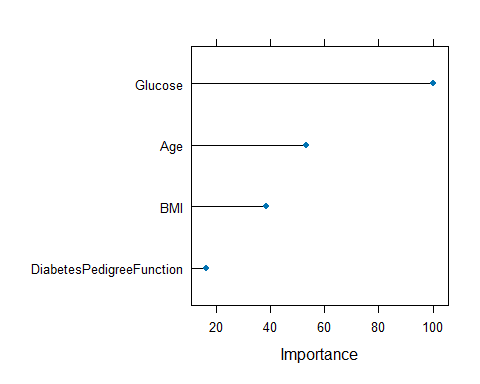 Glucose
Age
BMI
DiabetesPedigreeFunction
20 40 60 80 100
Importance